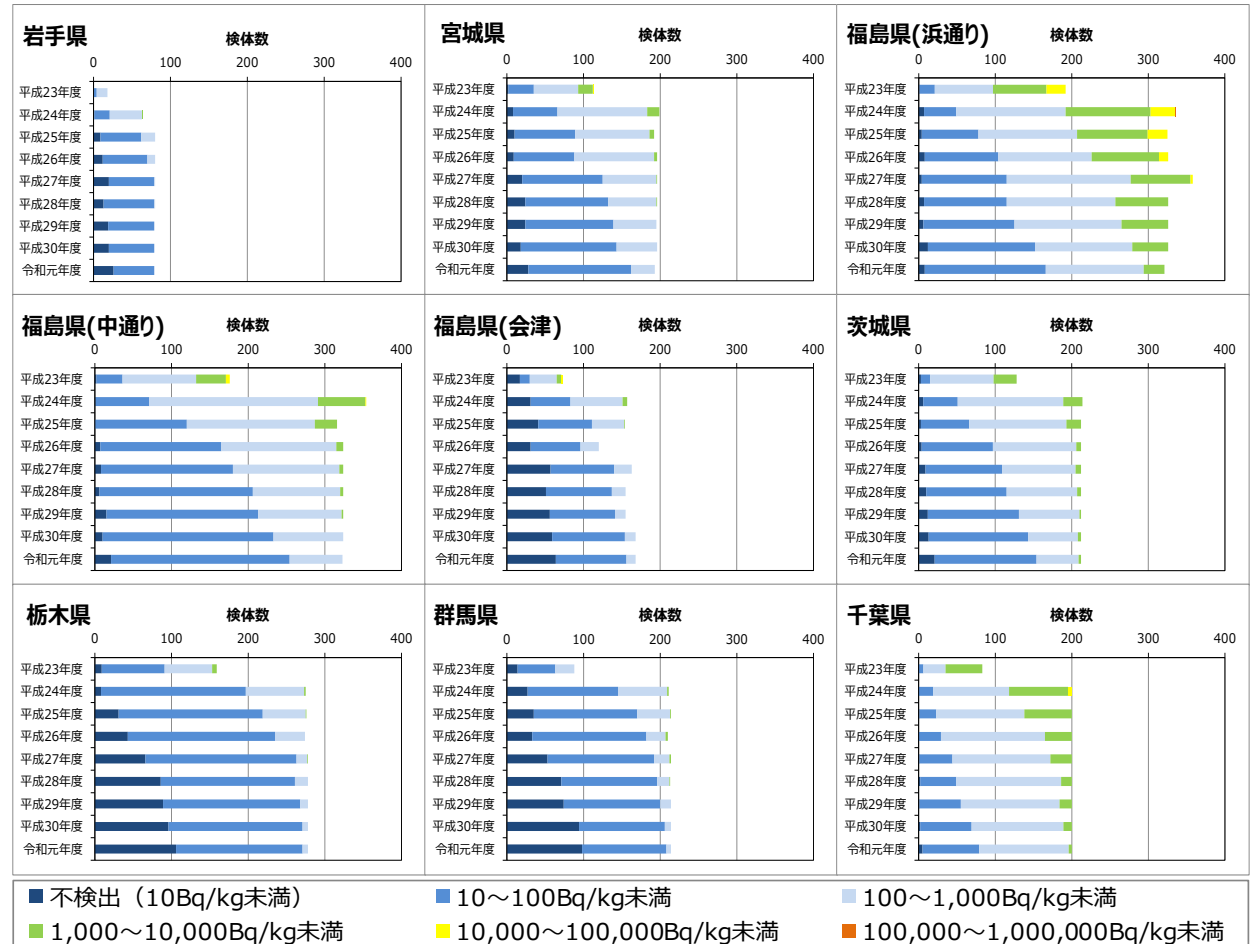 岩手県 検体数
0 100 200 300 400
平成23年度
平成24年度
平成25年度
平成26年度
平成27年度
平成28年度
平成29年度
平成30年度
令和元年度
宮城県 検体数
0 100 200 300 400
平成23年度
平成24年度
平成25年度
平成26年度
平成27年度
平成28年度
平成29年度
平成30年度
令和元年度
福島県(浜通り) 検体数
0 100 200 300 400
平成23年度
平成24年度
平成25年度
平成26年度
平成27年度
平成28年度
平成29年度
平成30年度
令和元年度
福島県(中通り) 検体数
0 100 200 300 400
平成23年度
平成24年度
平成25年度
平成26年度
平成27年度
平成28年度
平成29年度
平成30年度
令和元年度
福島県(会津) 検体数
0 100 200 300 400
平成23年度
平成24年度
平成25年度
平成26年度
平成27年度
平成28年度
平成29年度
平成30年度
令和元年度
茨城県 検体数
0 100 200 300 400
平成23年度
平成24年度
平成25年度
平成26年度
平成27年度
平成28年度
平成29年度
平成30年度
令和元年度
栃木県 検体数
0 100 200 300 400
平成23年度
平成24年度
平成25年度
平成26年度
平成27年度
平成28年度
平成29年度
平成30年度
令和元年度
群馬県 検体数
0 100 200 300 400
平成23年度
平成24年度
平成25年度
平成26年度
平成27年度
平成28年度
平成29年度
平成30年度
令和元年度
千葉県 検体数
0 100 200 300 400
平成23年度
平成24年度
平成25年度
平成26年度
平成27年度
平成28年度
平成29年度
平成30年度
令和元年度
不検出（10Bq/kg未満） 10～100Bq/kg未満 100～1,000Bq/kg未満
1,000～10,000Bq/kg未満 10,000～100,000Bq/kg未満 100,000～1,000,000Bq/kg未満